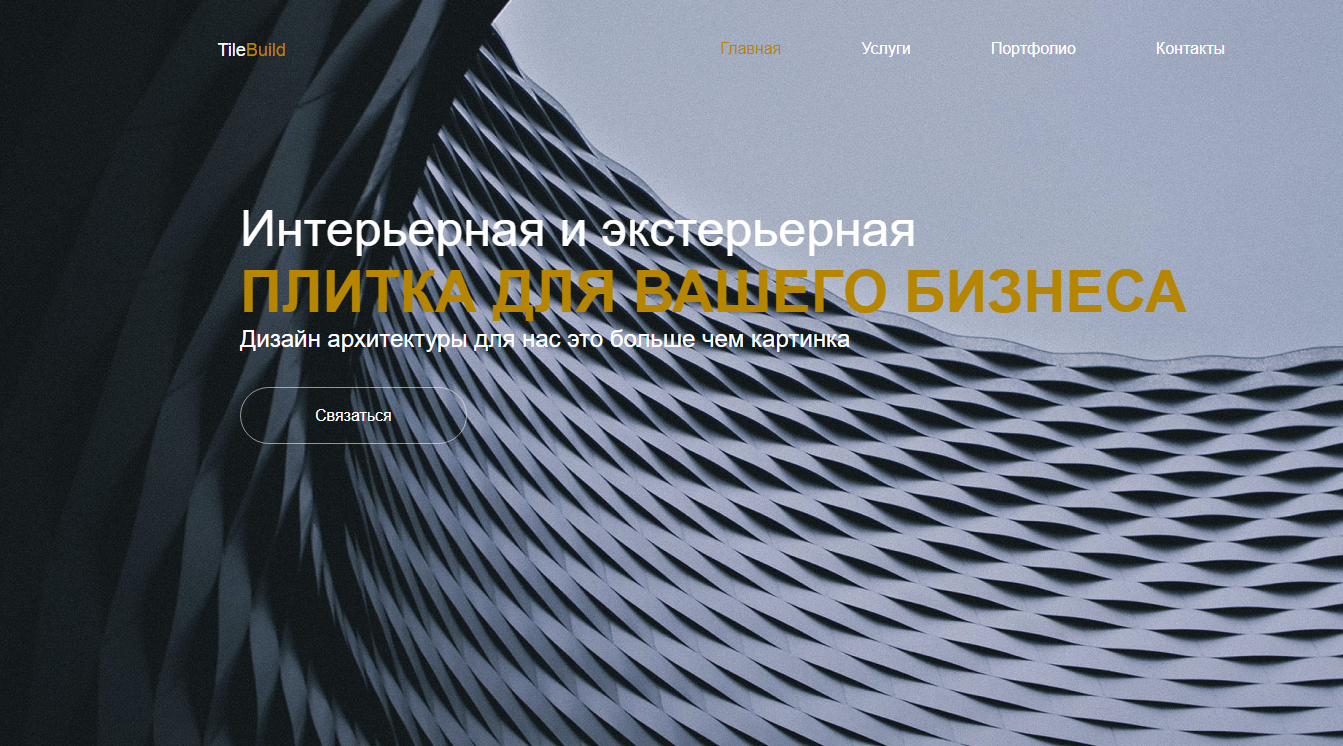 TileBuild
Главная Услуги Портфолио Контакты
Интерьерная и экстерьерная
ПЛИТКА ДЛЯ ВАШЕГО БИЗНЕСА
Дизайн архитектуры для нас это больше чем картинка
Связаться